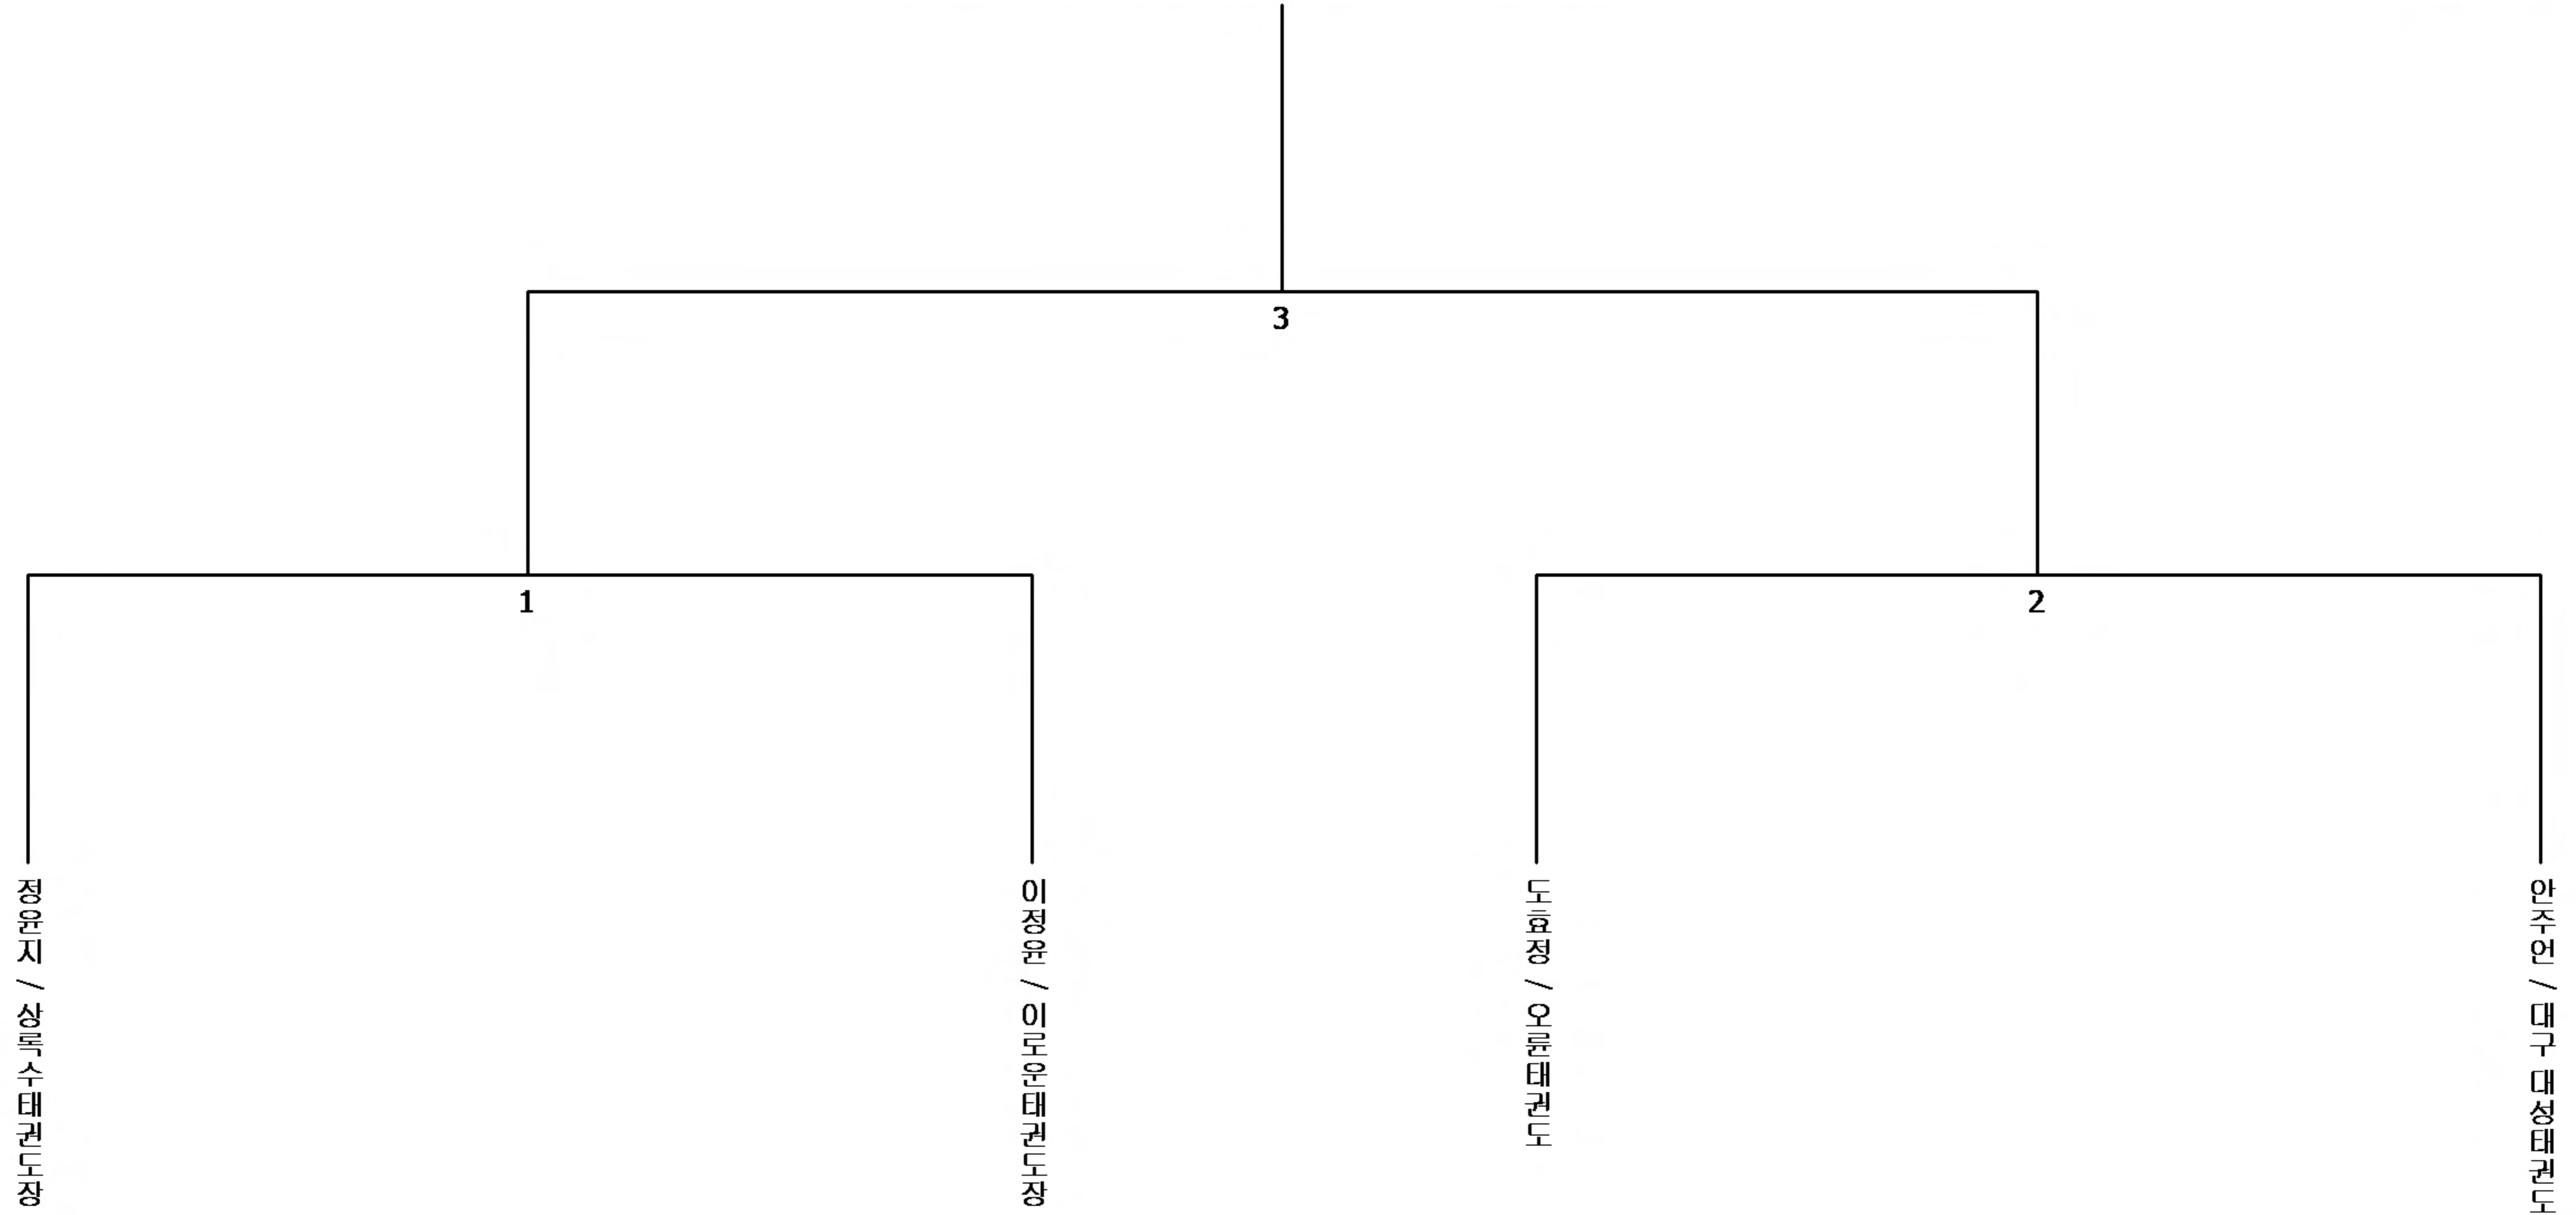 3
1
2
정윤지 / 상록수태권도장
이정윤 / 이로운태권도장
도효정 / 오륜태권도
안주언 / 대구 대성태권도